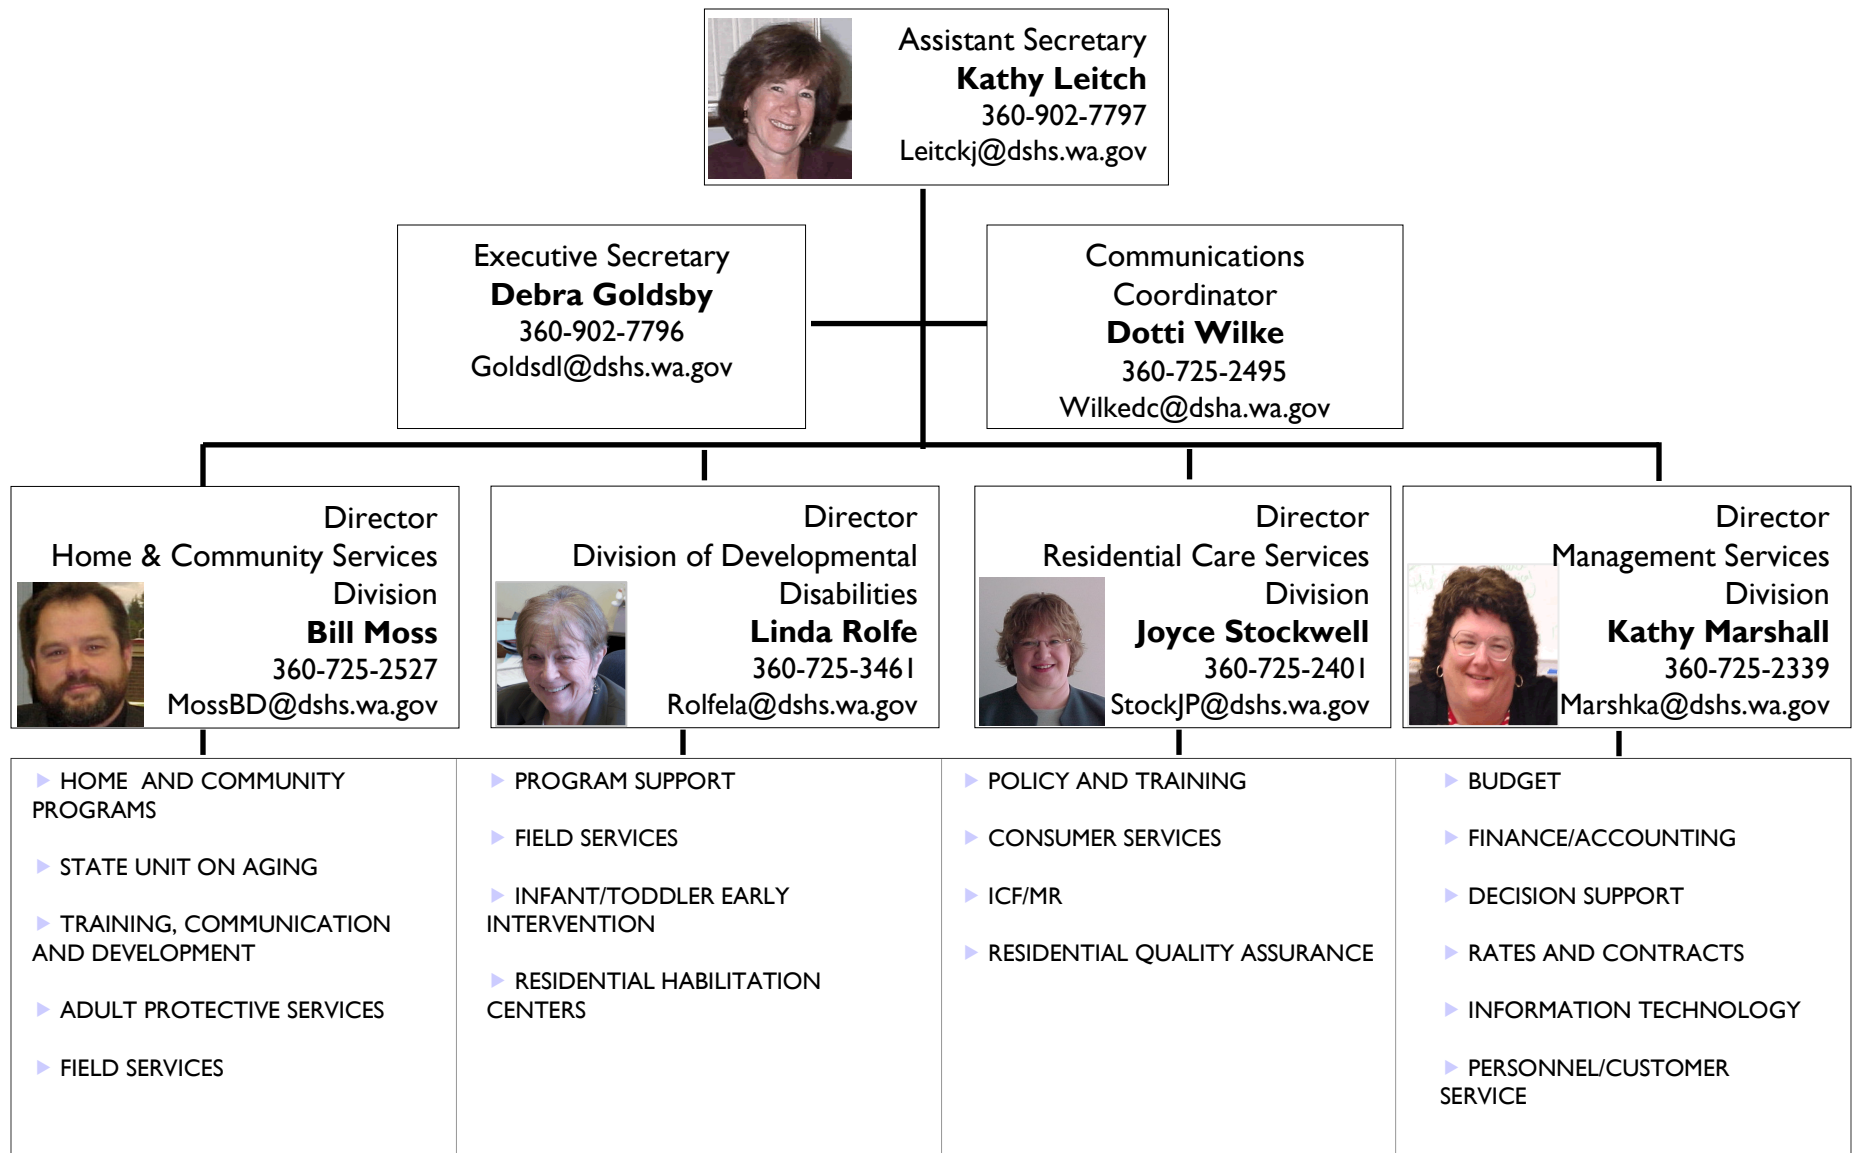 Assistant Secretary
Kathy Leitch
360-902-7797
Leitckj@dshs.wa.gov
Executive Secretary
Debra Goldsby
360-902-7796
Goldsdl@dshs.wa.gov
Communications
Coordinator
Dotti Wilke
360-725-2495
Wilkedc@dsha.wa.gov
Director
Home & Community Services
Division
Bill Moss
360-725-2527
MossBD@dshs.wa.gov
Director
Division of Developmental
Disabilities
Linda Rolfe
360-725-3461
Rolfela@dshs.wa.gov
Director
Residential Care Services
Division
Joyce Stockwell
360-725-2401
StockJP@dshs.wa.gov
Director
Management Services
Division
Kathy Marshall
360-725-2339
Marshka@dshs.wa.gov
HOME AND COMMUNITY
PROGRAMS
STATE UNIT ON AGING
TRAINING, COMMUNICATION
AND DEVELOPMENT
ADULT PROTECTIVE SERVICES
FIELD SERVICES
PROGRAM SUPPORT
FIELD SERVICES
INFANT/TODDLER EARLY
INTERVENTION
RESIDENTIAL HABILITATION
CENTERS
POLICY AND TRAINING
CONSUMER SERVICES
ICF/MR
RESIDENTIAL QUALITY ASSURANCE
BUDGET
FINANCE/ACCOUNTING
DECISION SUPPORT
RATES AND CONTRACTS
INFORMATION TECHNOLOGY
PERSONNEL/CUSTOMER
SERVICE